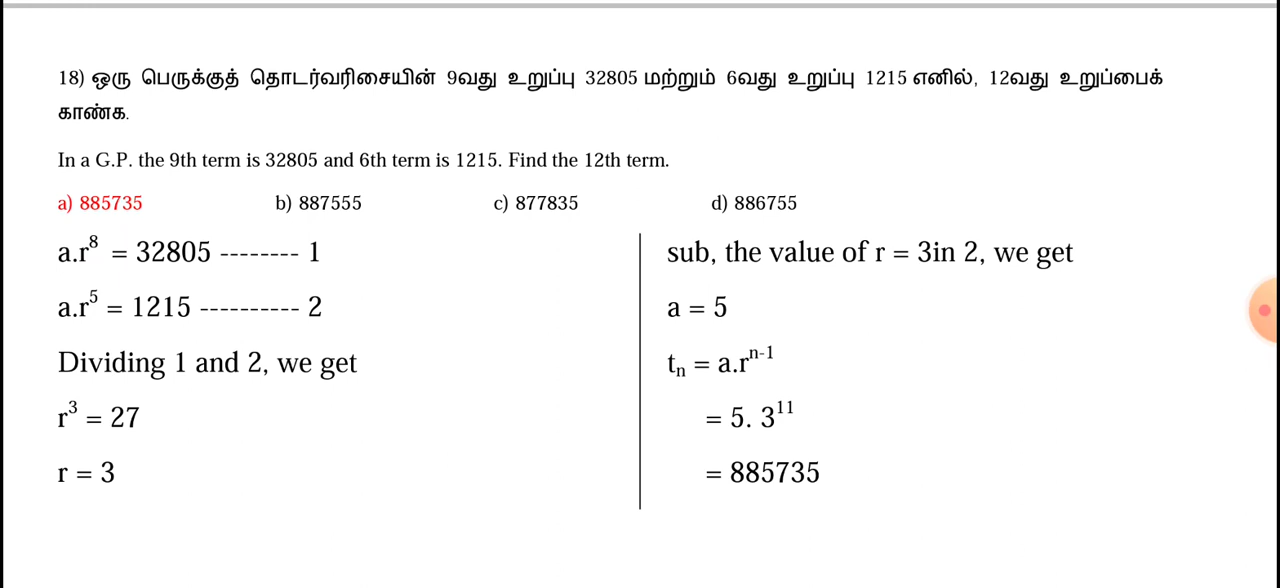 18) ஒரு பெருக்குத் தொடர்வரிசையின் 9வது உறுப்பு 32805 மற்றும் 6வது உறுப்பு 1215 எனில், 12வது உறுப்பைக்
காண்க.
In a G.P. the 9th term is 32805 and 6th term is 1215. Find the 12th term.
a) 885735 b) 887555 c) 877835 d) 886755
a.r⁸ = 32805 -------- 1
a.r⁵ = 1215 ---------- 2
Dividing 1 and 2, we get
r³ = 27
r = 3
sub, the value of r = 3in 2, we get
a = 5
tₙ = a.rⁿ⁻¹
= 5. 3¹¹
= 885735